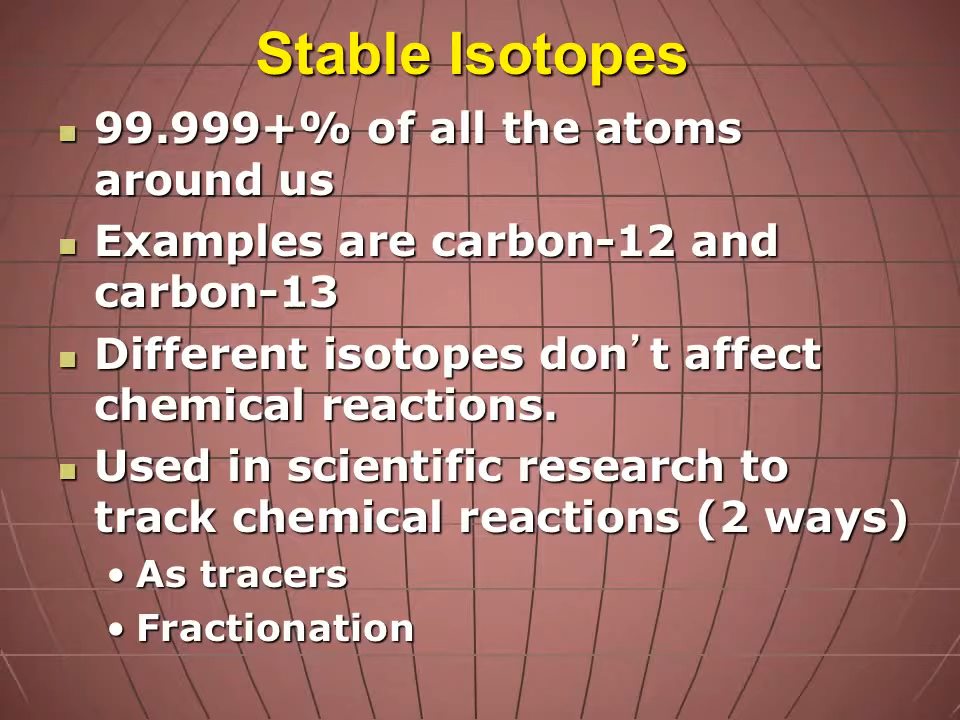 Stable Isotopes
99.999+% of all the atoms
around us
Examples are carbon-12 and
carbon-13
Different isotopes don’t affect
chemical reactions.
Used in scientific research to
track chemical reactions (2 ways)
• As tracers
• Fractionation